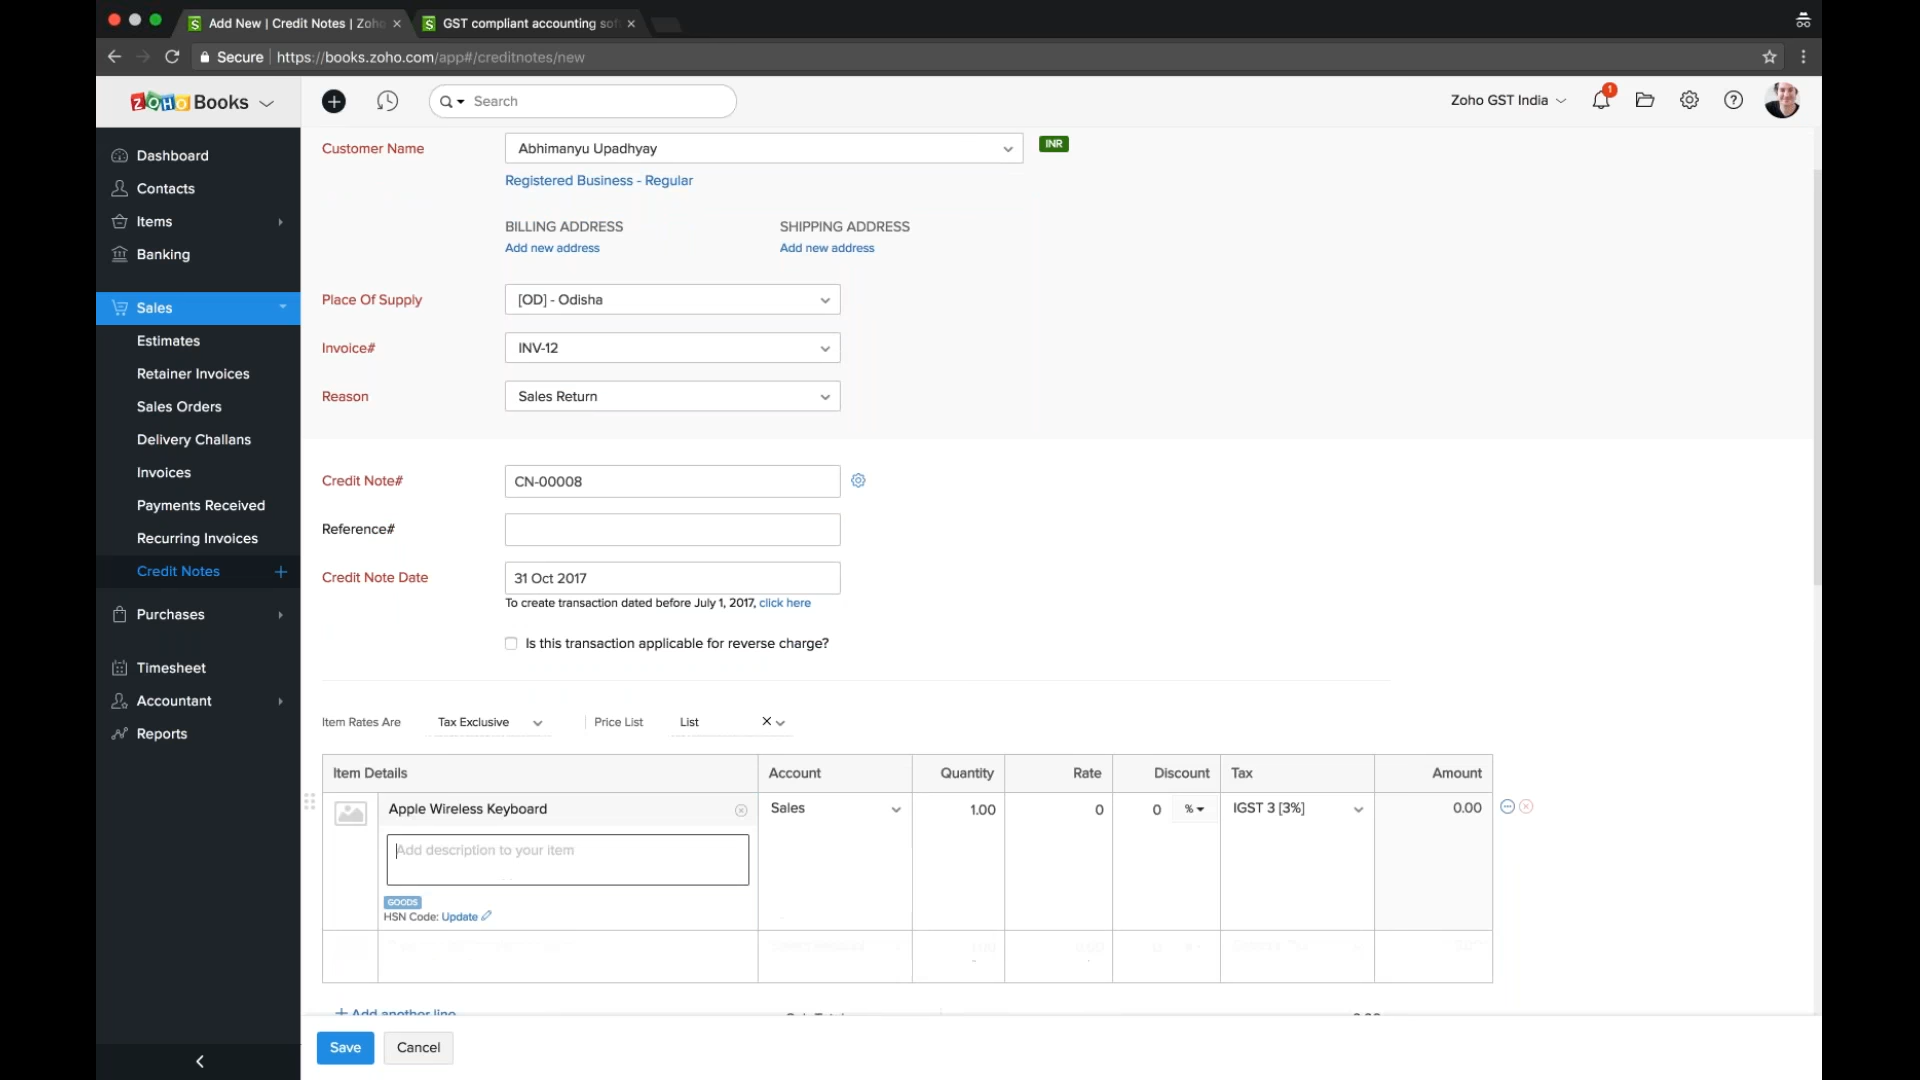 Add New | Credit Notes | Zoho
GST compliant accounting sof
Secure https://books.zoho.com/app#/creditnotes/new
ZOHO Books
Search
Zoho GST India
1
Dashboard
Contacts
Items
Banking
Sales
Estimates
Retainer Invoices
Sales Orders
Delivery Challans
Invoices
Payments Received
Recurring Invoices
Credit Notes
Purchases
Timesheet
Accountant
Reports
Customer Name Abhimanyu Upadhyay INR
Registered Business - Regular
BILLING ADDRESS SHIPPING ADDRESS
Add new address Add new address
Place Of Supply [OD] - Odisha
Invoice# INV-12
Reason Sales Return
Credit Note# CN-00008
Reference#
Credit Note Date 31 Oct 2017
To create transaction dated before July 1, 2017, click here
Is this transaction applicable for reverse charge?
Item Rates Are Tax Exclusive Price List List
Item Details Account Quantity Rate Discount Tax Amount
Apple Wireless Keyboard Sales 1.00 0 0 % IGST 3 [3%] 0.00
Add description to your item
GOODS
HSN Code: Update
Add another line
Save Cancel